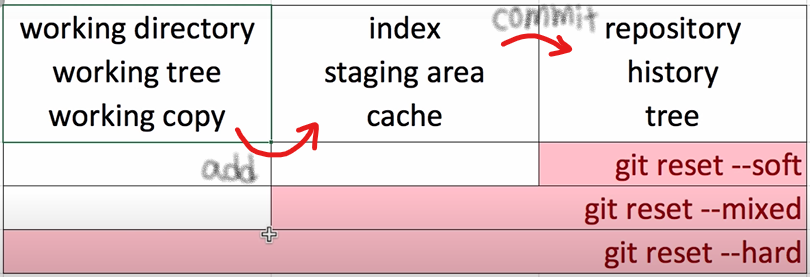 working directory
working tree
working copy
index
staging area
cache
commit
repository
history
tree
add
git reset --soft
git reset --mixed
git reset --hard